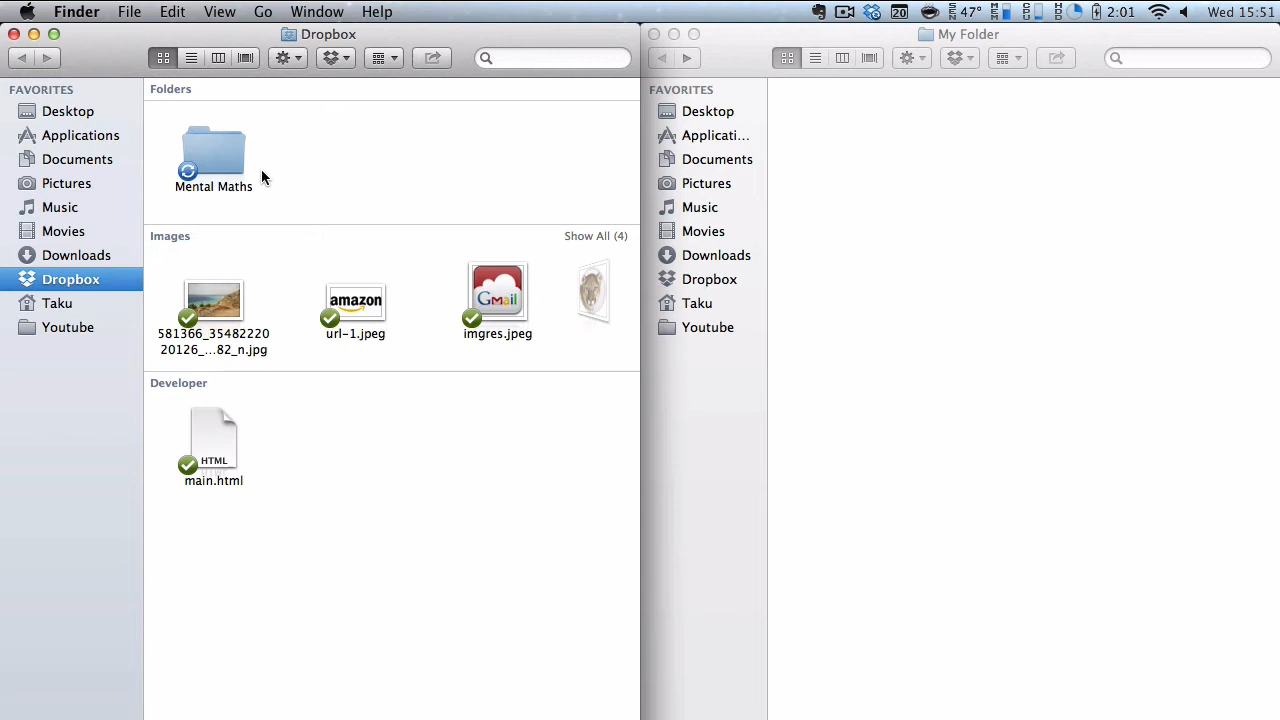 Finder File Edit View Go Window Help 20 47° 2:01 Wed 15:51
Dropbox
FAVORITES
Desktop
Applications
Documents
Pictures
Music
Movies
Downloads
Dropbox
Taku
Youtube
Folders
Mental Maths
Images Show All (4)
amazon
Gmail
581366_35482220
20126_...82_n.jpg
url-1.jpeg
imgres.jpeg
Developer
HTML
main.html
My Folder
FAVORITES
Desktop
Applicati...
Documents
Pictures
Music
Movies
Downloads
Dropbox
Taku
Youtube